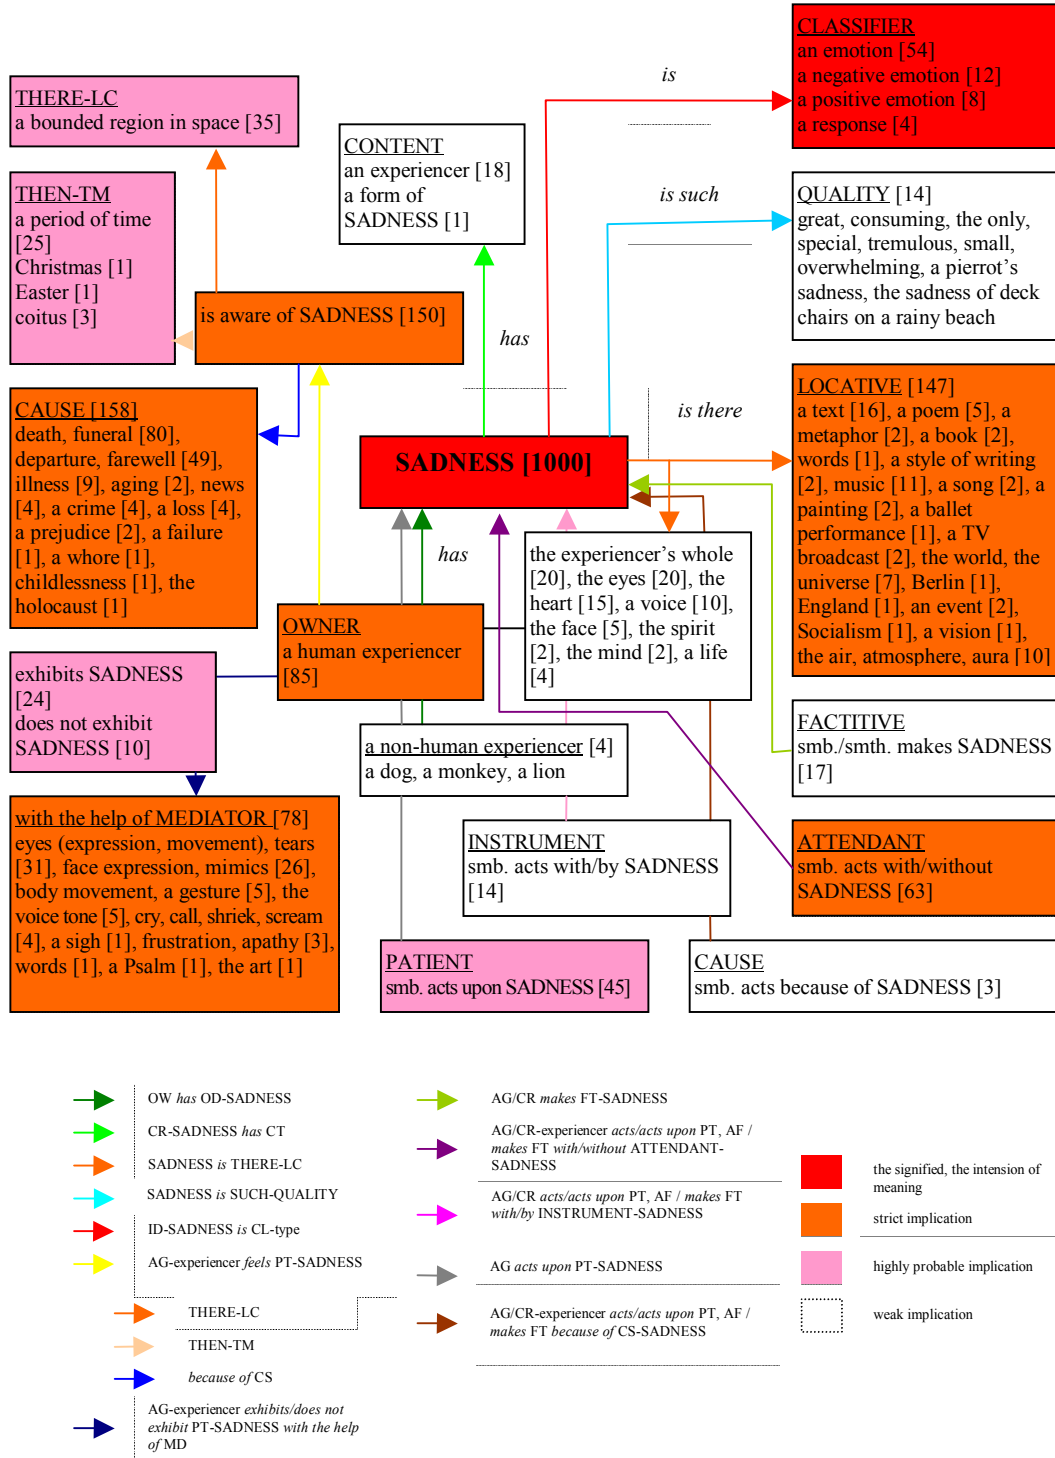 CLASSIFIER
an emotion [54]
a negative emotion [12]
a positive emotion [8]
a response [4]
is
THERE-LC
a bounded region in space [35]
CONTENT
an experiencer [18]
a form of
SADNESS [1]
THEN-TM
a period of time
[25]
Christmas [1]
Easter [1]
coitus [3]
is such
QUALITY [14]
great, consuming, the only,
special, tremulous, small,
overwhelming, a pierrot's
sadness, the sadness of deck
chairs on a rainy beach
is aware of SADNESS [150]
has
CAUSE [158]
death, funeral [80],
departure, farewell [49],
illness [9], aging [2], news
[4], a crime [4], a loss [4],
a prejudice [2], a failure
[1], a whore [1],
childlessness [1], the
holocaust [1]
is there
LOCATIVE [147]
a text [16], a poem [5], a
metaphor [2], a book [2],
words [1], a style of writing
[2], music [11], a song [2], a
painting [2], a ballet
performance [1], a TV
broadcast [2], the world, the
universe [7], Berlin [1],
England [1], an event [2],
Socialism [1], a vision [1],
the air, atmosphere, aura [10]
SADNESS [1000]
has
the experiencer's whole
[20], the eyes [20], the
heart [15], a voice [10],
the face [5], the spirit
[2], the mind [2], a life
[4]
OWNER
a human experiencer
[85]
exhibits SADNESS
[24]
does not exhibit
SADNESS [10]
a non-human experiencer [4]
a dog, a monkey, a lion
FACTITIVE
smb./smth. makes SADNESS
[17]
with the help of MEDIATOR [78]
eyes (expression, movement), tears
[31], face expression, mimics [26],
body movement, a gesture [5], the
voice tone [5], cry, call, shriek, scream
[4], a sigh [1], frustration, apathy [3],
words [1], a Psalm [1], the art [1]
INSTRUMENT
smb. acts with/by SADNESS
[14]
ATTENDANT
smb. acts with/without
SADNESS [63]
PATIENT
smb. acts upon SADNESS [45]
CAUSE
smb. acts because of SADNESS [3]
OW has OD-SADNESS
CR-SADNESS has CT
SADNESS is THERE-LC
SADNESS is SUCH-QUALITY
ID-SADNESS is CL-type
AG-experiencer feels PT-SADNESS
THERE-LC
THEN-TM
because of CS
AG-experiencer exhibits/does not
exhibit PT-SADNESS with the help
of MD
AG/CR makes FT-SADNESS
AG/CR-experiencer acts/acts upon PT, AF /
makes FT with/without ATTENDANT-
SADNESS
AG/CR acts/acts upon PT, AF / makes FT
with/by INSTRUMENT-SADNESS
AG acts upon PT-SADNESS
AG/CR-experiencer acts/acts upon PT, AF /
makes FT because of CS-SADNESS
the signified, the intension of
meaning
strict implication
highly probable implication
weak implication